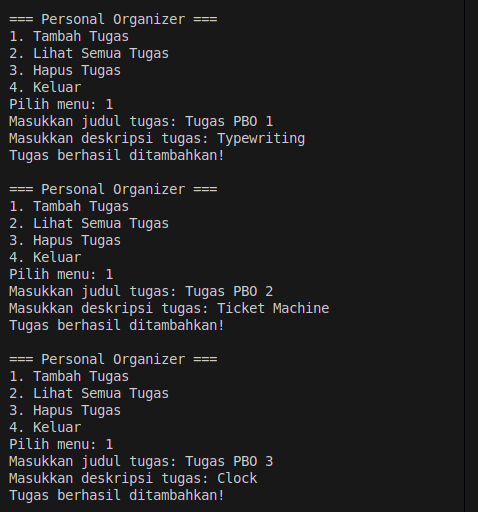 === Personal Organizer ===
1. Tambah Tugas
2. Lihat Semua Tugas
3. Hapus Tugas
4. Keluar
Pilih menu: 1
Masukkan judul tugas: Tugas PBO 1
Masukkan deskripsi tugas: Typewriting
Tugas berhasil ditambahkan!

=== Personal Organizer ===
1. Tambah Tugas
2. Lihat Semua Tugas
3. Hapus Tugas
4. Keluar
Pilih menu: 1
Masukkan judul tugas: Tugas PBO 2
Masukkan deskripsi tugas: Ticket Machine
Tugas berhasil ditambahkan!

=== Personal Organizer ===
1. Tambah Tugas
2. Lihat Semua Tugas
3. Hapus Tugas
4. Keluar
Pilih menu: 1
Masukkan judul tugas: Tugas PBO 3
Masukkan deskripsi tugas: Clock
Tugas berhasil ditambahkan!